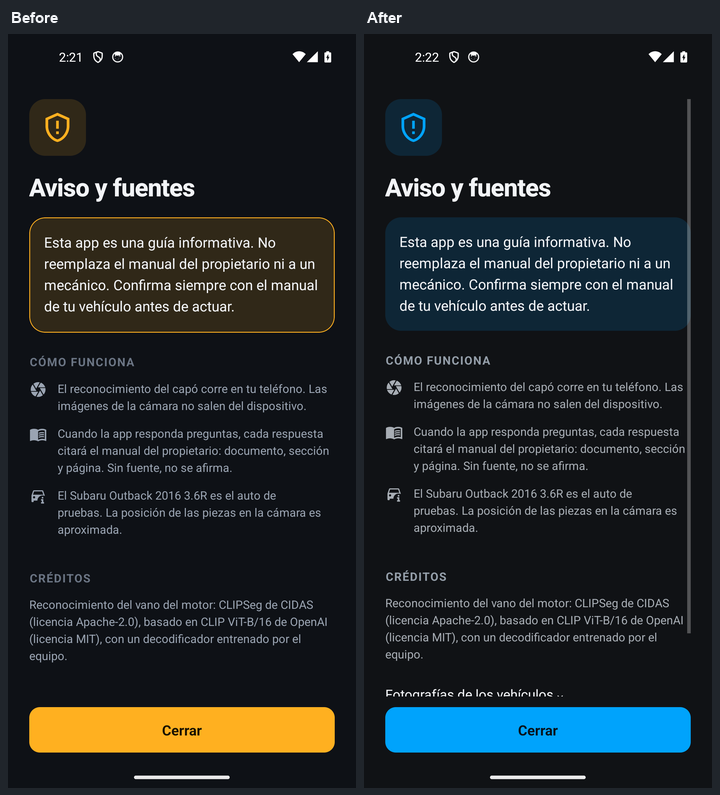 Before
2:21
Aviso y fuentes
Esta app es una guía informativa. No
reemplaza el manual del propietario ni a un
mecánico. Confirma siempre con el manual
de tu vehículo antes de actuar.
CÓMO FUNCIONA
El reconocimiento del capó corre en tu teléfono. Las
imágenes de la cámara no salen del dispositivo.
Cuando la app responda preguntas, cada respuesta
citará el manual del propietario: documento, sección
y página. Sin fuente, no se afirma.
El Subaru Outback 2016 3.6R es el auto de
pruebas. La posición de las piezas en la cámara es
aproximada.
CRÉDITOS
Reconocimiento del vano del motor: CLIPSeg de CIDAS
(licencia Apache-2.0), basado en CLIP ViT-B/16 de OpenAI
(licencia MIT), con un decodificador entrenado por el
equipo.
Cerrar
After
2:22
Aviso y fuentes
Esta app es una guía informativa. No
reemplaza el manual del propietario ni a un
mecánico. Confirma siempre con el manual
de tu vehículo antes de actuar.
CÓMO FUNCIONA
El reconocimiento del capó corre en tu teléfono. Las
imágenes de la cámara no salen del dispositivo.
Cuando la app responda preguntas, cada respuesta
citará el manual del propietario: documento, sección
y página. Sin fuente, no se afirma.
El Subaru Outback 2016 3.6R es el auto de
pruebas. La posición de las piezas en la cámara es
aproximada.
CRÉDITOS
Reconocimiento del vano del motor: CLIPSeg de CIDAS
(licencia Apache-2.0), basado en CLIP ViT-B/16 de OpenAI
(licencia MIT), con un decodificador entrenado por el
equipo.
Fotografías de los vehículos
Cerrar